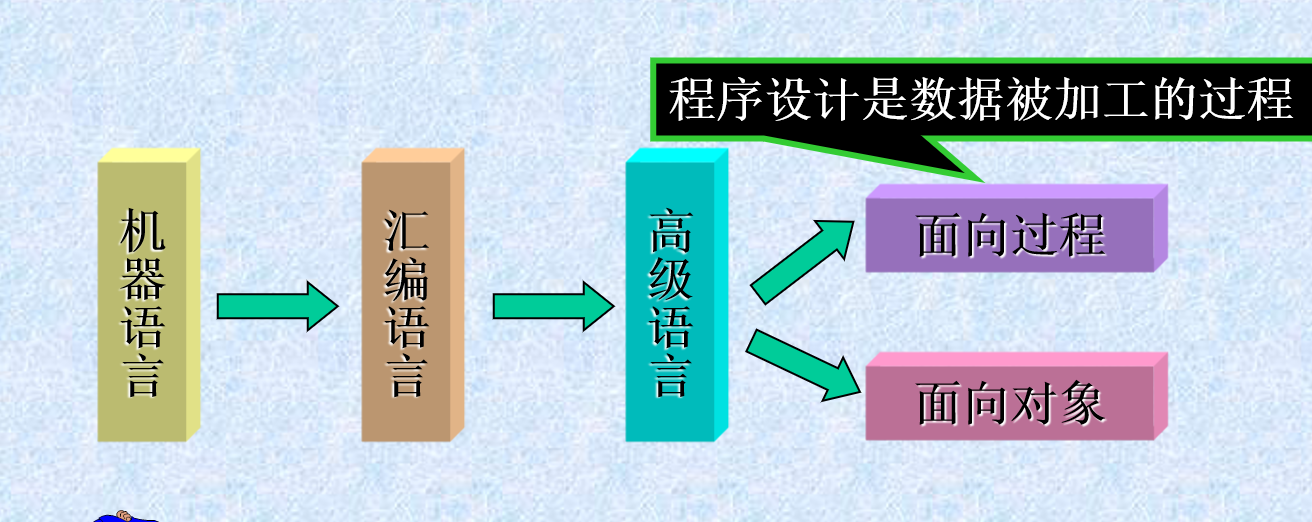 程序设计是数据被加工的过程
机器语言
汇编语言
高级语言
面向过程
面向对象